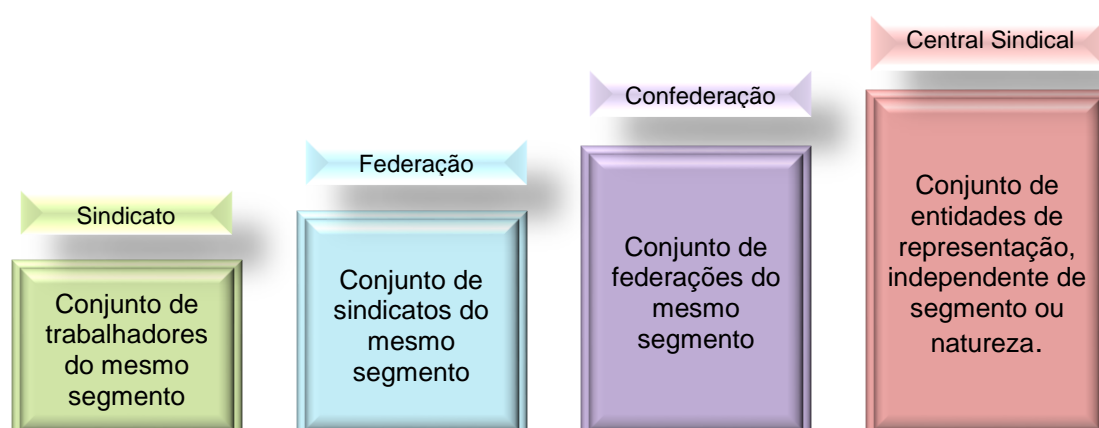 Sindicato
Conjunto de
trabalhadores
do mesmo
segmento
Federação
Conjunto de
sindicatos do
mesmo
segmento
Confederação
Conjunto de
federações do
mesmo
segmento
Central Sindical
Conjunto de
entidades de
representação,
independente de
segmento ou
natureza.